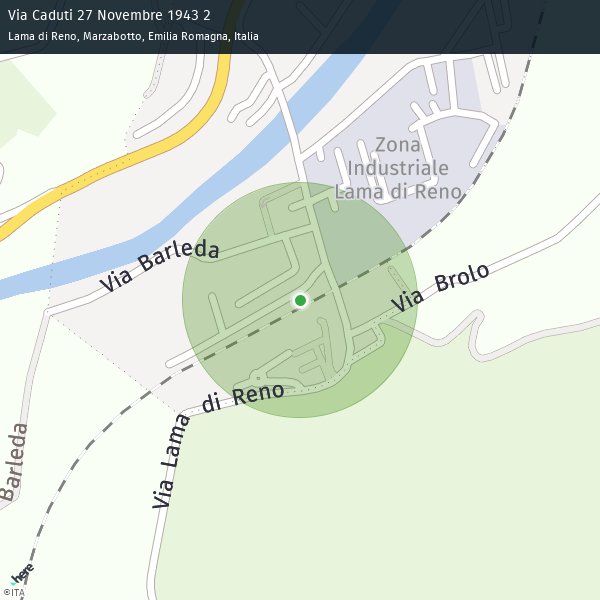 Via Caduti 27 Novembre 1943 2
Lama di Reno, Marzabotto, Emilia Romagna, Italia
Zona
Industriale
Lama di Reno
Via Barleda
Via Brolo
Via Lama di Reno
Barleda
here
©ITA